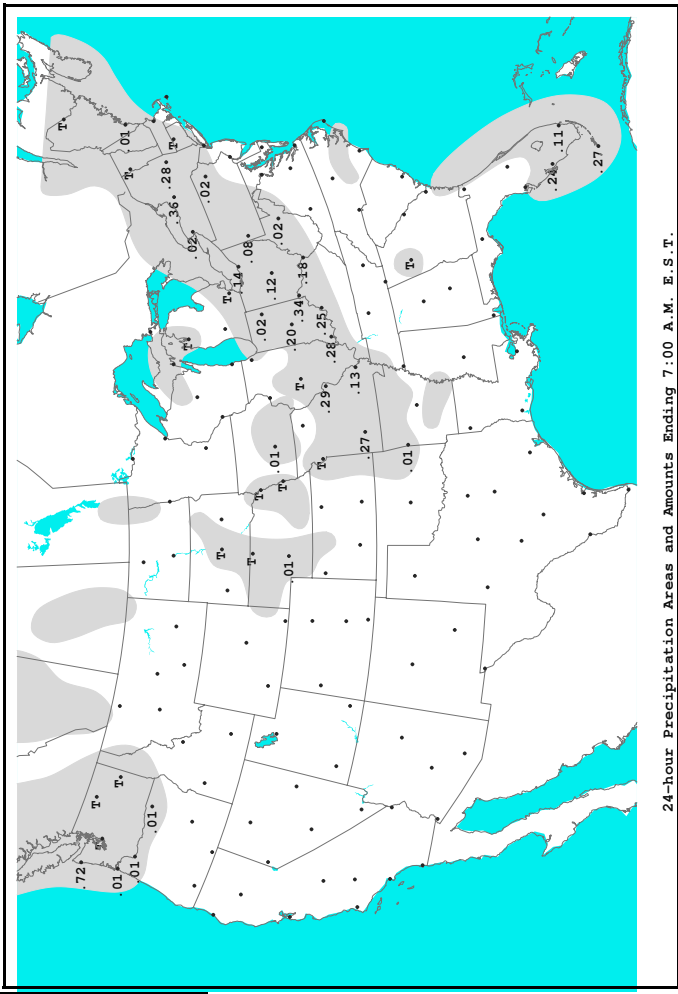 T
.72
T
.01
T
.01
T
.01
.01
.28
.36
T
T
.02
.02
T
T
.14
.08
T
T
.02
.12
.01
.02
T
.01
.20
T
.34
.18
T
.25
.29
.28
.13
.27
.01
T
.24
.11
.27
24-hour Precipitation Areas and Amounts Ending 7:00 A.M. E.S.T.